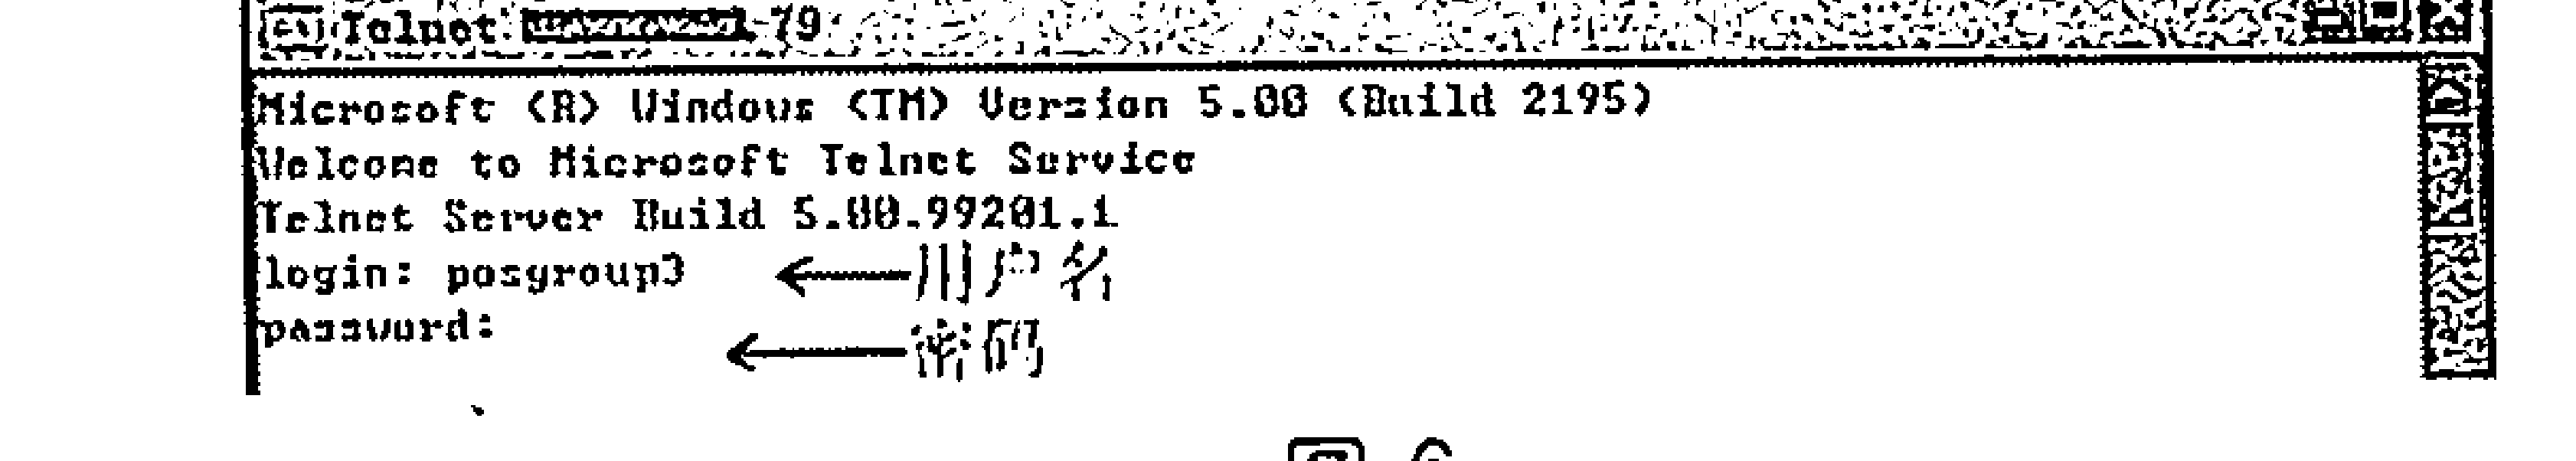 Telnet 79
Microsoft (R) Windows (TM) Version 5.00 (Build 2195)
Welcome to Microsoft Telnet Service
Telnet Server Build 5.00.99201.1
login: posgroup3 ←用户名
password: ←密码